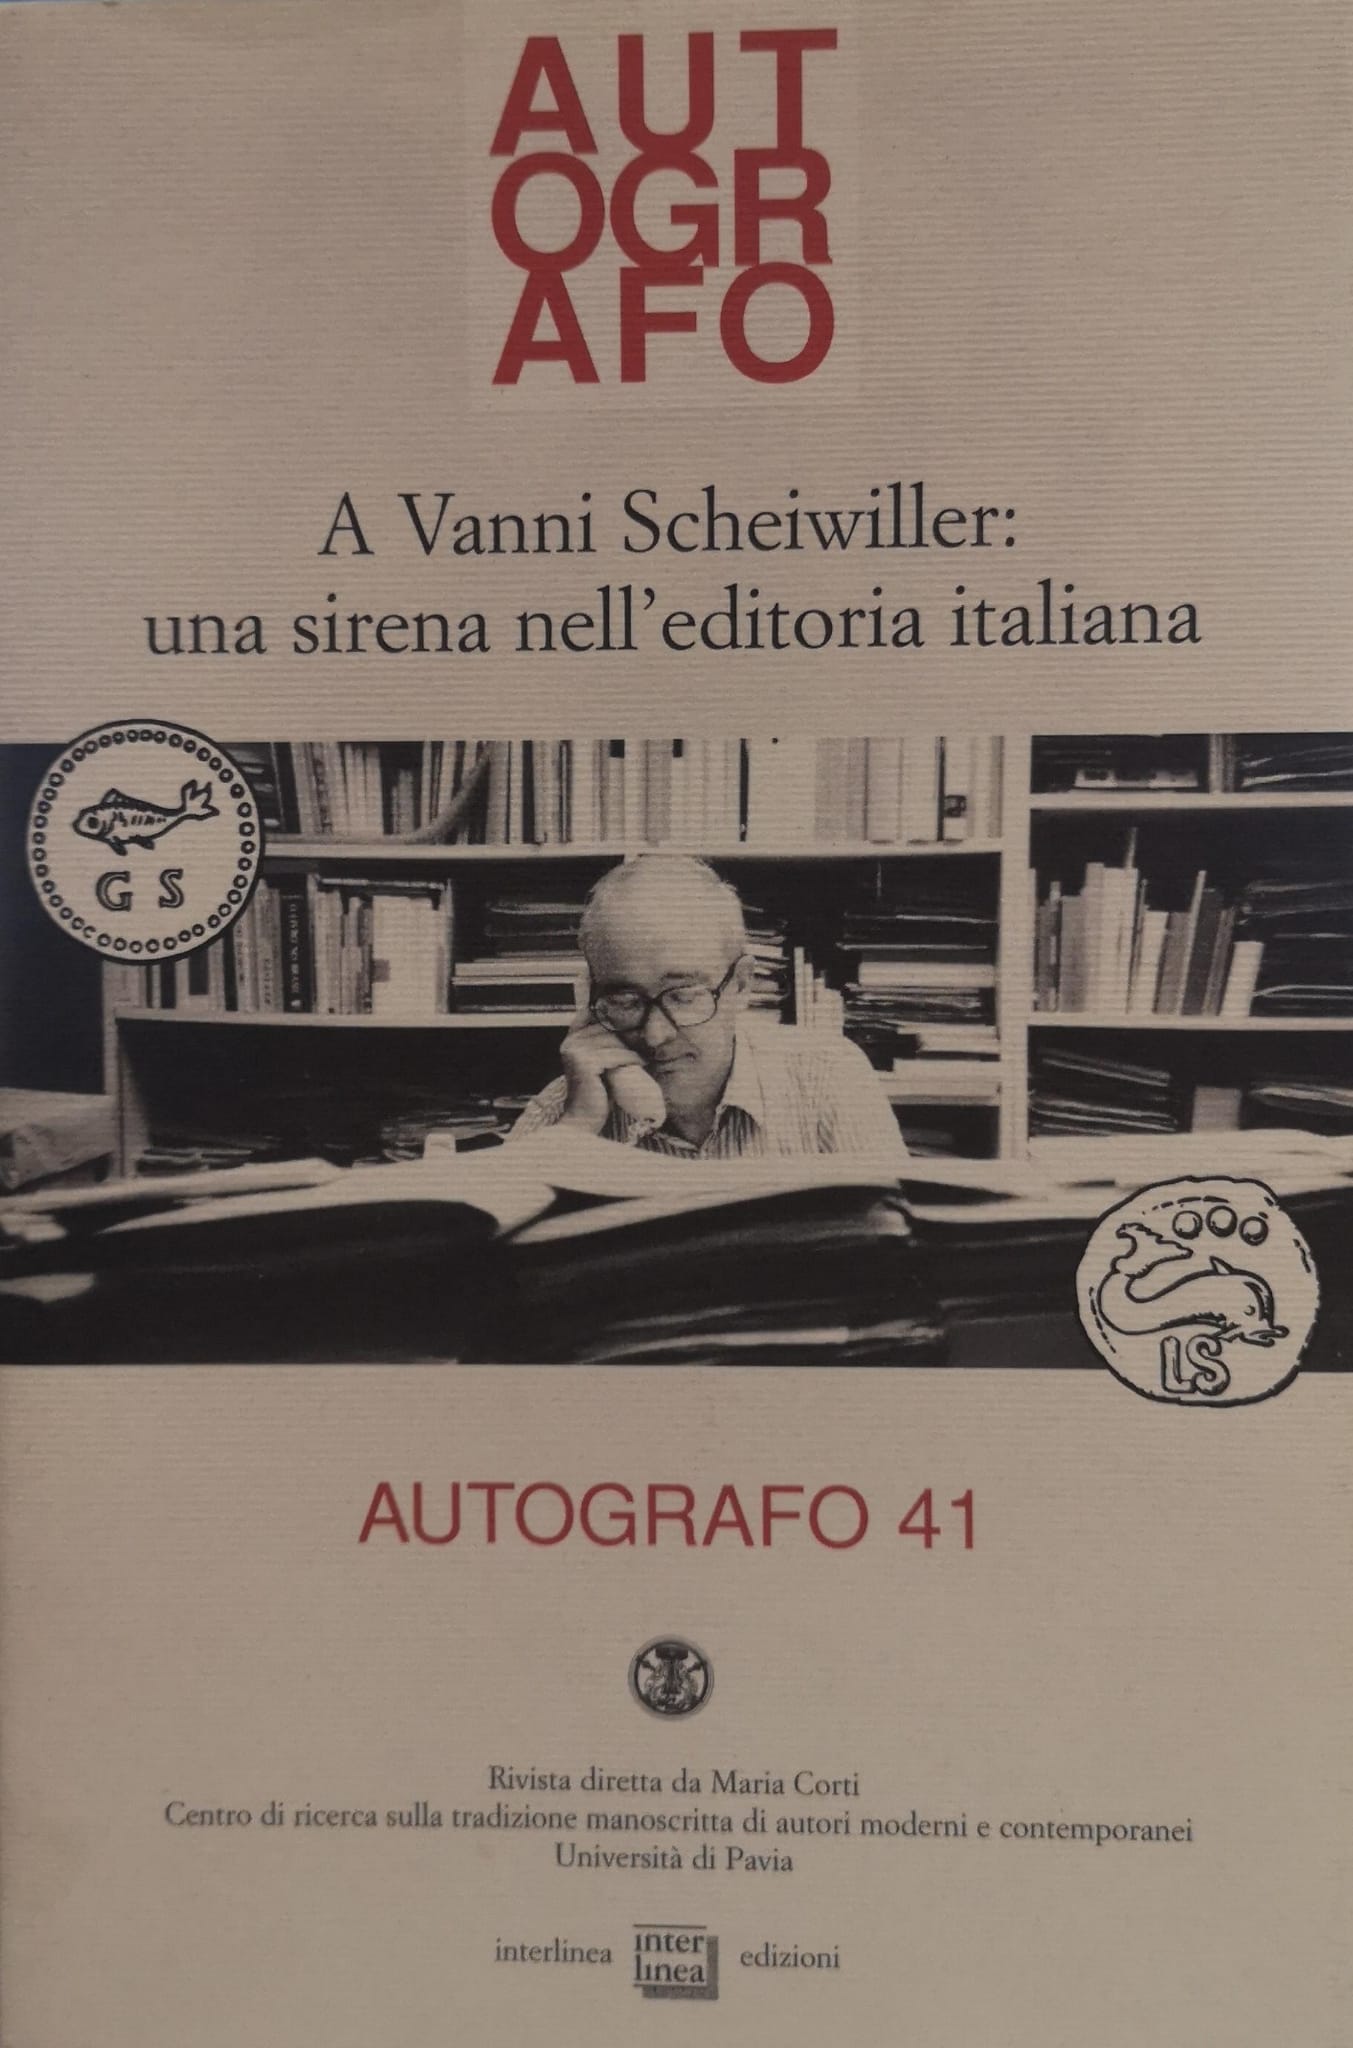 AUT
OGR
AFO
A Vanni Scheiwiller:
una sirena nell'editoria italiana
G S
LS
AUTOGRAFO 41
Rivista diretta da Maria Corti
Centro di ricerca sulla tradizione manoscritta di autori moderni e contemporanei
Università di Pavia
interlinea inter linea edizioni